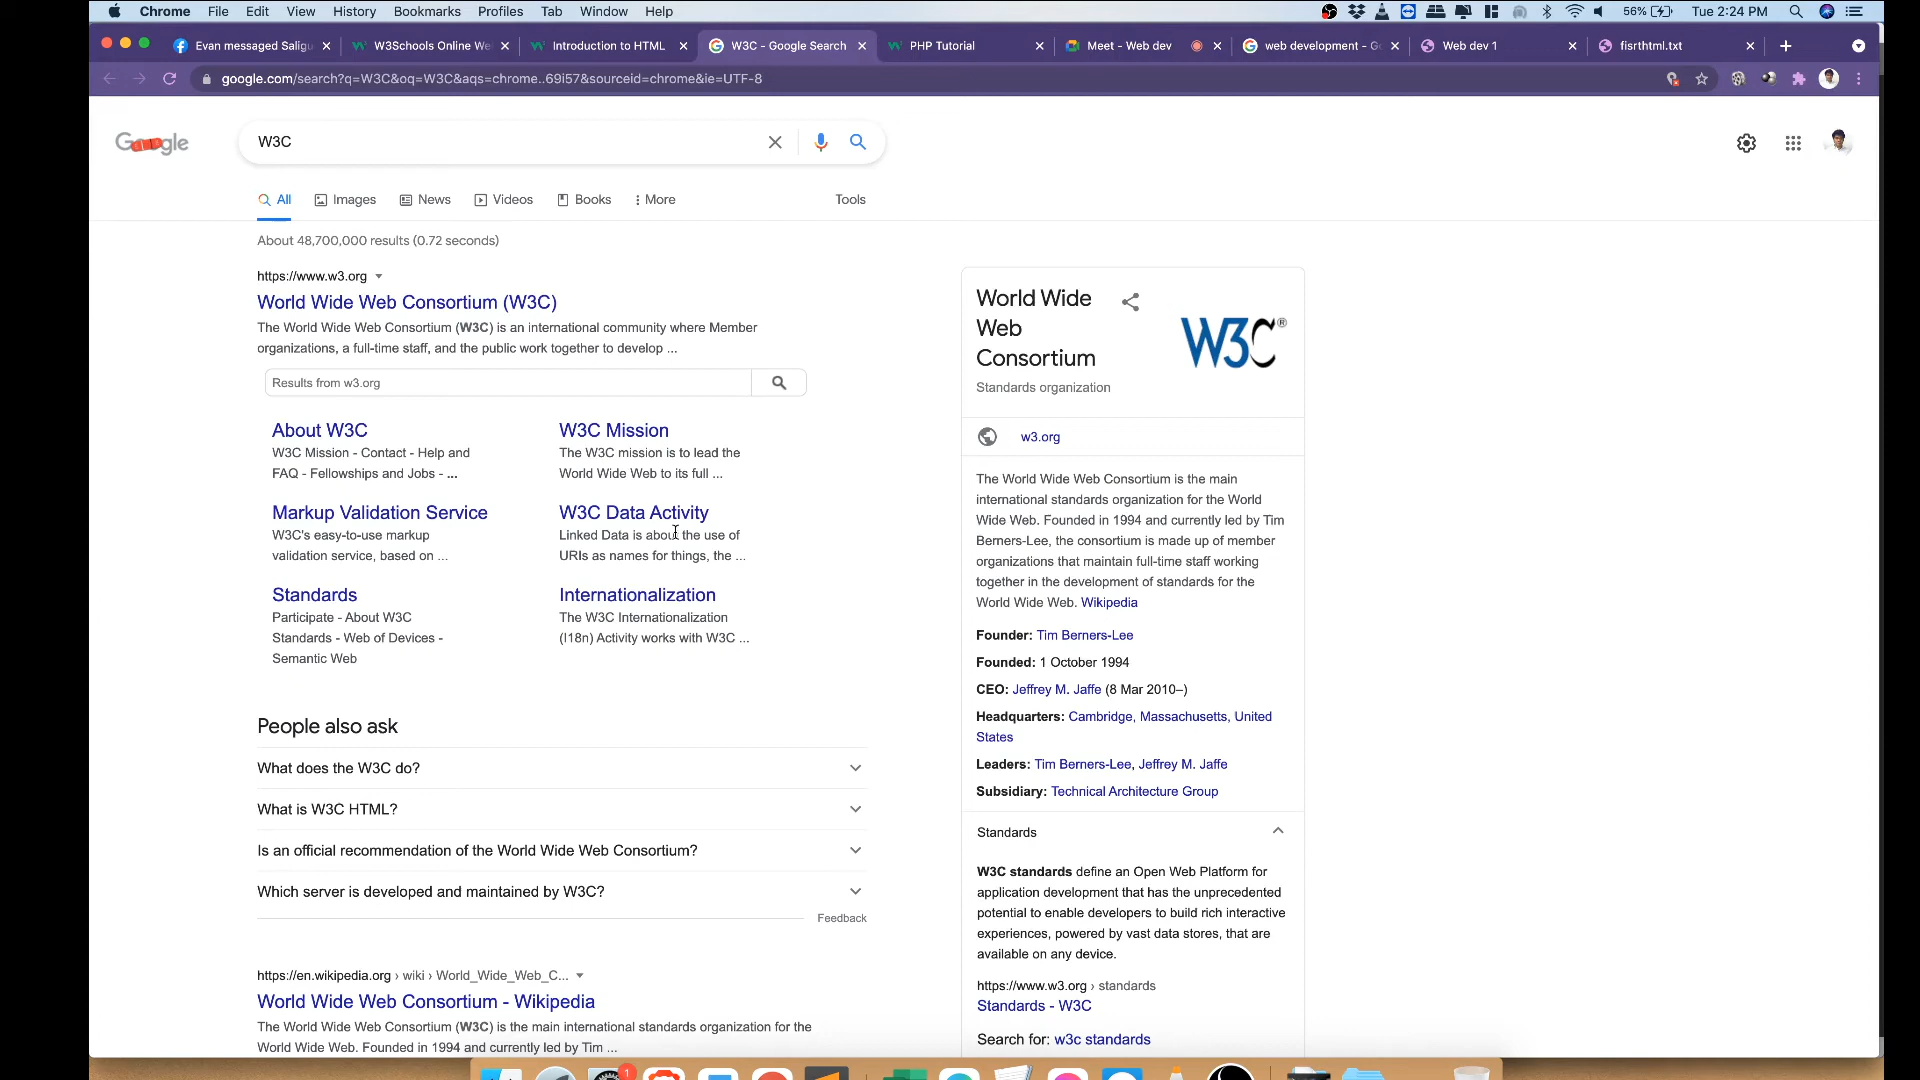 Chrome File Edit View History Bookmarks Profiles Tab Window Help
56% Tue 2:24 PM
Evan messaged Saligu
W3Schools Online We
Introduction to HTML
W3C - Google Search
PHP Tutorial
Meet - Web dev
web development - Go
Web dev 1
fisrthtml.txt
google.com/search?q=W3C&oq=W3C&aqs=chrome..69i57&sourceid=chrome&ie=UTF-8
Google
W3C
All Images News Videos Books More Tools
About 48,700,000 results (0.72 seconds)
https://www.w3.org
World Wide Web Consortium (W3C)
The World Wide Web Consortium (W3C) is an international community where Member
organizations, a full-time staff, and the public work together to develop ...
Results from w3.org
About W3C
W3C Mission - Contact - Help and
FAQ - Fellowships and Jobs - ...
W3C Mission
The W3C mission is to lead the
World Wide Web to its full ...
Markup Validation Service
W3C's easy-to-use markup
validation service, based on ...
W3C Data Activity
Linked Data is about the use of
URIs as names for things, the ...
Standards
Participate - About W3C
Standards - Web of Devices -
Semantic Web
Internationalization
The W3C Internationalization
(I18n) Activity works with W3C ...
People also ask
What does the W3C do?
What is W3C HTML?
Is an official recommendation of the World Wide Web Consortium?
Which server is developed and maintained by W3C?
Feedback
https://en.wikipedia.org › wiki › World_Wide_Web_C...
World Wide Web Consortium - Wikipedia
The World Wide Web Consortium (W3C) is the main international standards organization for the
World Wide Web. Founded in 1994 and currently led by Tim ...
World Wide
Web
Consortium
Standards organization
W3C®
w3.org
The World Wide Web Consortium is the main
international standards organization for the World
Wide Web. Founded in 1994 and currently led by Tim
Berners-Lee, the consortium is made up of member
organizations that maintain full-time staff working
together in the development of standards for the
World Wide Web. Wikipedia
Founder: Tim Berners-Lee
Founded: 1 October 1994
CEO: Jeffrey M. Jaffe (8 Mar 2010–)
Headquarters: Cambridge, Massachusetts, United
States
Leaders: Tim Berners-Lee, Jeffrey M. Jaffe
Subsidiary: Technical Architecture Group
Standards
W3C standards define an Open Web Platform for
application development that has the unprecedented
potential to enable developers to build rich interactive
experiences, powered by vast data stores, that are
available on any device.
https://www.w3.org › standards
Standards - W3C
Search for: w3c standards
1